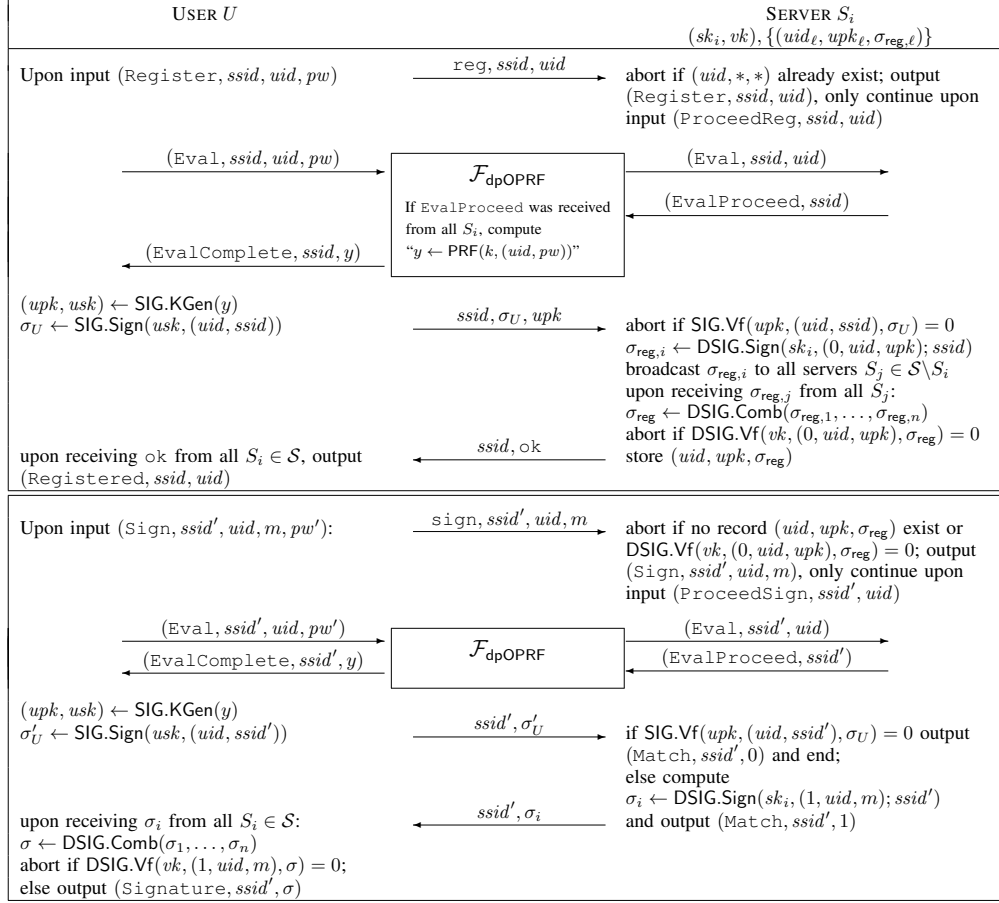 USER U
SERVER S_i
(sk_i, vk), {(uid_ℓ, upk_ℓ, σ_{reg,ℓ})}
Upon input (Register, ssid, uid, pw)
reg, ssid, uid
abort if (uid, ∗, ∗) already exist; output
(Register, ssid, uid), only continue upon
input (ProceedReg, ssid, uid)
(Eval, ssid, uid, pw)
F_dpOPRF
If EvalProceed was received
from all S_i, compute
“y ← PRF(k, (uid, pw))”
(Eval, ssid, uid)
(EvalProceed, ssid)
(EvalComplete, ssid, y)
(upk, usk) ← SIG.KGen(y)
σ_U ← SIG.Sign(usk, (uid, ssid))
ssid, σ_U, upk
abort if SIG.Vf(upk, (uid, ssid), σ_U) = 0
σ_{reg,i} ← DSIG.Sign(sk_i, (0, uid, upk); ssid)
broadcast σ_{reg,i} to all servers S_j ∈ S\S_i
upon receiving σ_{reg,j} from all S_j:
σ_reg ← DSIG.Comb(σ_{reg,1}, . . . , σ_{reg,n})
abort if DSIG.Vf(vk, (0, uid, upk), σ_reg) = 0
store (uid, upk, σ_reg)
ssid, ok
upon receiving ok from all S_i ∈ S, output
(Registered, ssid, uid)
Upon input (Sign, ssid′, uid, m, pw′):
sign, ssid′, uid, m
abort if no record (uid, upk, σ_reg) exist or
DSIG.Vf(vk, (0, uid, upk), σ_reg) = 0; output
(Sign, ssid′, uid, m), only continue upon
input (ProceedSign, ssid′, uid)
(Eval, ssid′, uid, pw′)
(EvalComplete, ssid′, y)
F_dpOPRF
(Eval, ssid′, uid)
(EvalProceed, ssid′)
(upk, usk) ← SIG.KGen(y)
σ′_U ← SIG.Sign(usk, (uid, ssid′))
ssid′, σ′_U
if SIG.Vf(upk, (uid, ssid′), σ_U) = 0 output
(Match, ssid′, 0) and end;
else compute
σ_i ← DSIG.Sign(sk_i, (1, uid, m); ssid′)
and output (Match, ssid′, 1)
ssid′, σ_i
upon receiving σ_i from all S_i ∈ S:
σ ← DSIG.Comb(σ_1, . . . , σ_n)
abort if DSIG.Vf(vk, (1, uid, m), σ) = 0;
else output (Signature, ssid′, σ)